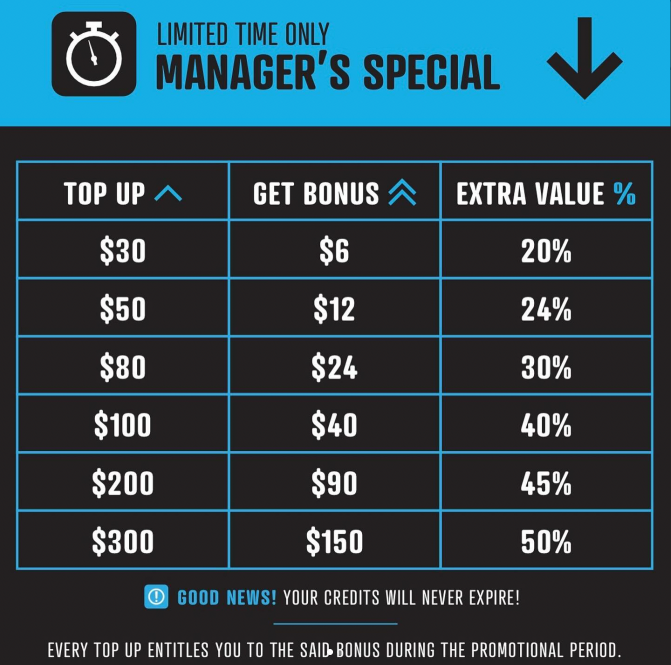 LIMITED TIME ONLY
MANAGER'S SPECIAL
TOP UP GET BONUS EXTRA VALUE %
$30 $6 20%
$50 $12 24%
$80 $24 30%
$100 $40 40%
$200 $90 45%
$300 $150 50%
GOOD NEWS! YOUR CREDITS WILL NEVER EXPIRE!
EVERY TOP UP ENTITLES YOU TO THE SAID BONUS DURING THE PROMOTIONAL PERIOD.